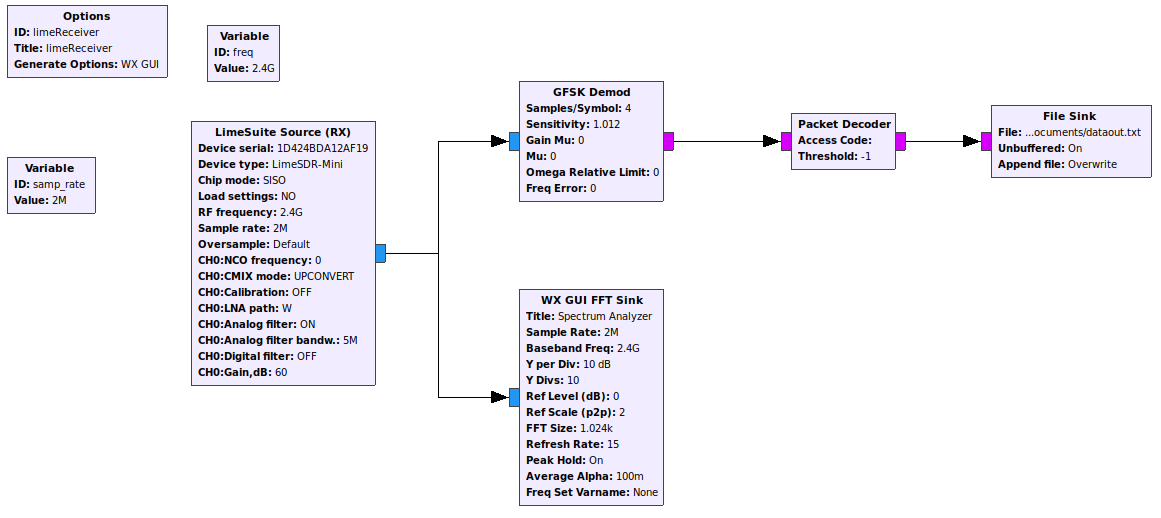 Options
ID: limeReceiver
Title: limeReceiver
Generate Options: WX GUI
Variable
ID: freq
Value: 2.4G
Variable
ID: samp_rate
Value: 2M
LimeSuite Source (RX)
Device serial: 1D424BDA12AF19
Device type: LimeSDR-Mini
Chip mode: SISO
Load settings: NO
RF frequency: 2.4G
Sample rate: 2M
Oversample: Default
CH0:NCO frequency: 0
CH0:CMIX mode: UPCONVERT
CH0:Calibration: OFF
CH0:LNA path: W
CH0:Analog filter: ON
CH0:Analog filter bandw.: 5M
CH0:Digital filter: OFF
CH0:Gain,dB: 60
GFSK Demod
Samples/Symbol: 4
Sensitivity: 1.012
Gain Mu: 0
Mu: 0
Omega Relative Limit: 0
Freq Error: 0
WX GUI FFT Sink
Title: Spectrum Analyzer
Sample Rate: 2M
Baseband Freq: 2.4G
Y per Div: 10 dB
Y Divs: 10
Ref Level (dB): 0
Ref Scale (p2p): 2
FFT Size: 1.024k
Refresh Rate: 15
Peak Hold: On
Average Alpha: 100m
Freq Set Varname: None
Packet Decoder
Access Code:
Threshold: -1
File Sink
File: ...ocuments/dataout.txt
Unbuffered: On
Append file: Overwrite